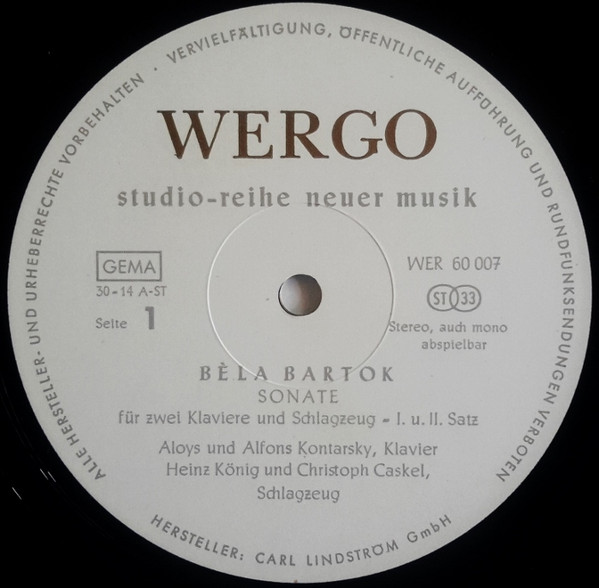 ALLE HERSTELLER- UND URHEBERRECHTE VORBEHALTEN · VERVIELFÄLTIGUNG, ÖFFENTLICHE AUFFÜHRUNG UND RUNDFUNKSENDUNGEN VERBOTEN
WERGO
studio-reihe neuer musik
GEMA
30-14 A-ST
Seite 1
WER 60 007
ST 33
Stereo, auch mono
abspielbar
BÈLA BARTOK
SONATE
für zwei Klaviere und Schlagzeug - I. u. II. Satz
Aloys und Alfons Kontarsky, Klavier
Heinz König und Christoph Caskel,
Schlagzeug
HERSTELLER: CARL LINDSTRÖM GmbH